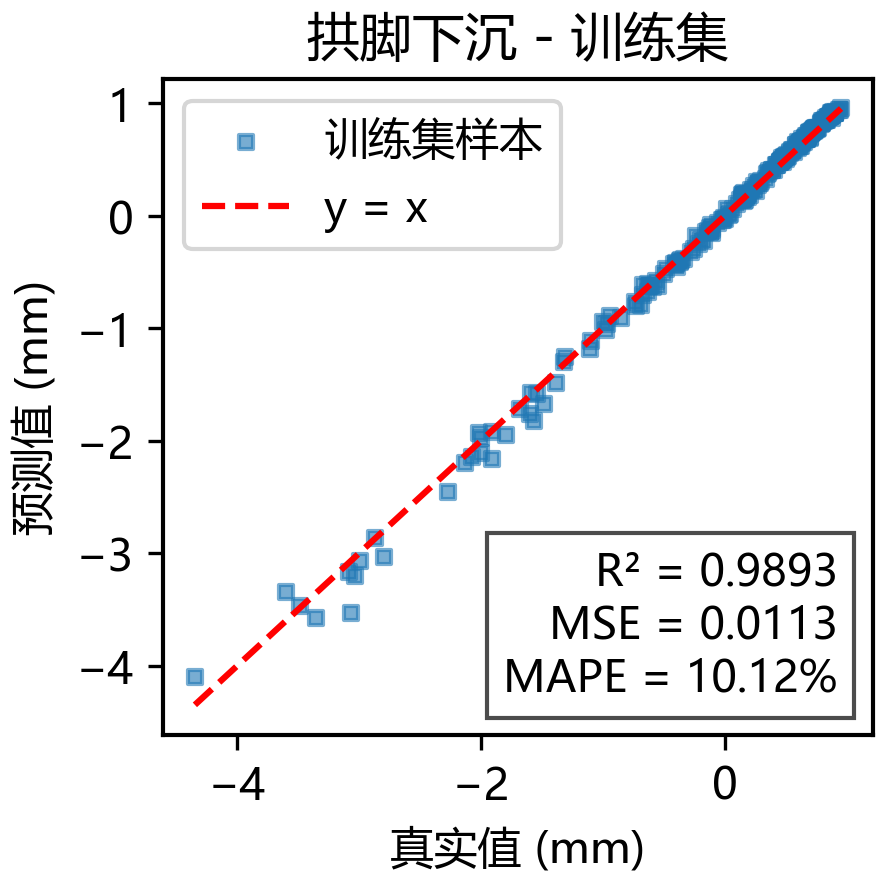 拱脚下沉 - 训练集
训练集样本
y = x
1
0
−1
−2
−3
−4
预测值 (mm)
R² = 0.9893
MSE = 0.0113
MAPE = 10.12%
−4
−2
0
真实值 (mm)